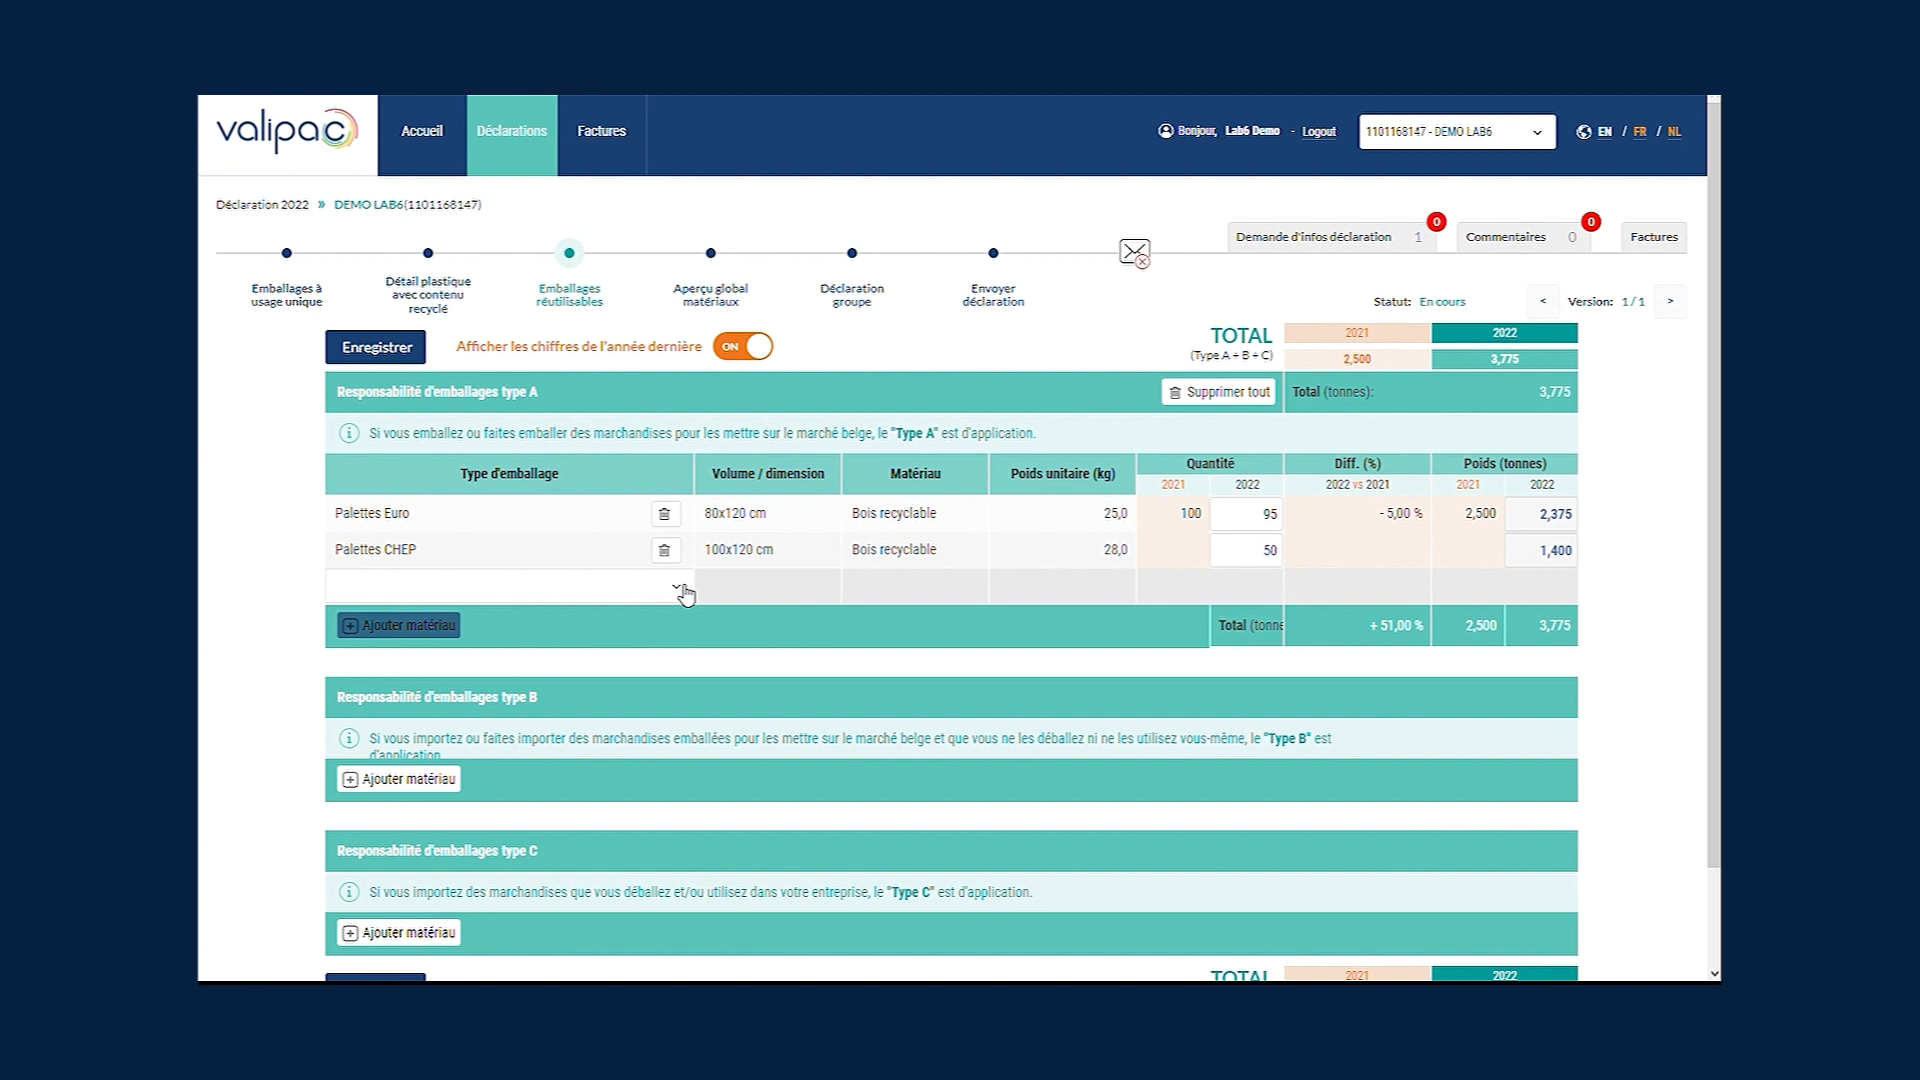 valipac
Accueil
Déclarations
Factures
Bonjour, Lab6 Demo - Logout
1101168147 - DEMO LAB6
EN / FR / NL
Déclaration 2022 » DEMO LAB6(1101168147)
Demande d'infos déclaration 1
0
Commentaires 0
0
Factures
Emballages à
usage unique
Détail plastique
avec contenu
recyclé
Emballages
réutilisables
Aperçu global
matériaux
Déclaration
groupe
Envoyer
déclaration
Statut: En cours
< Version: 1 / 1 >
Enregistrer
Afficher les chiffres de l'année dernière ON
TOTAL
(Type A + B + C)
2021 2022
2,500 3,775
Responsabilité d'emballages type A
Supprimer tout
Total (tonnes): 3,775
Si vous emballez ou faites emballer des marchandises pour les mettre sur le marché belge, le "Type A" est d'application.
Type d'emballage Volume / dimension Matériau Poids unitaire (kg) Quantité Diff. (%) Poids (tonnes)
2021 2022 2022 vs 2021 2021 2022
Palettes Euro 80x120 cm Bois recyclable 25,0 100 95 - 5,00 % 2,500 2,375
Palettes CHEP 100x120 cm Bois recyclable 28,0 50 1,400
Ajouter matériau Total (tonne + 51,00 % 2,500 3,775
Responsabilité d'emballages type B
Si vous importez ou faites importer des marchandises emballées pour les mettre sur le marché belge et que vous ne les déballez ni ne les utilisez vous-même, le "Type B" est
d'application.
Ajouter matériau
Responsabilité d'emballages type C
Si vous importez des marchandises que vous déballez et/ou utilisez dans votre entreprise, le "Type C" est d'application.
Ajouter matériau
TOTAL 2021 2022